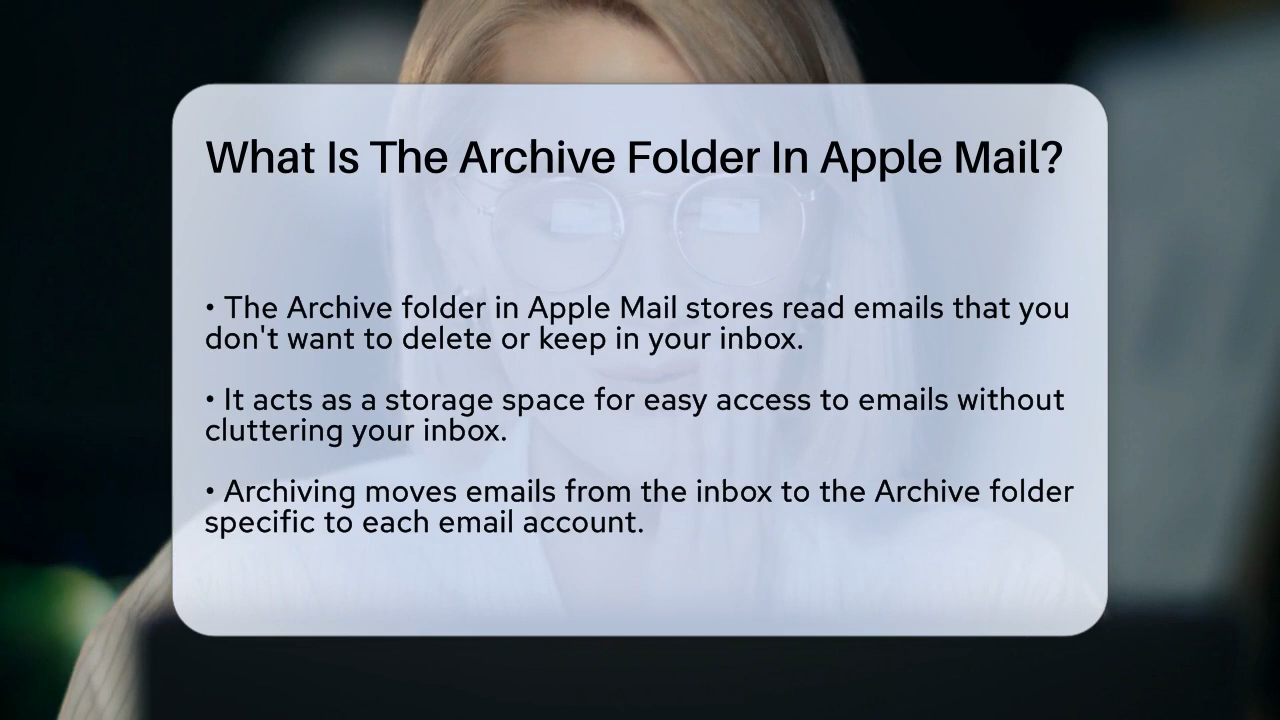 What Is The Archive Folder In Apple Mail?
• The Archive folder in Apple Mail stores read emails that you
don't want to delete or keep in your inbox.
• It acts as a storage space for easy access to emails without
cluttering your inbox.
• Archiving moves emails from the inbox to the Archive folder
specific to each email account.